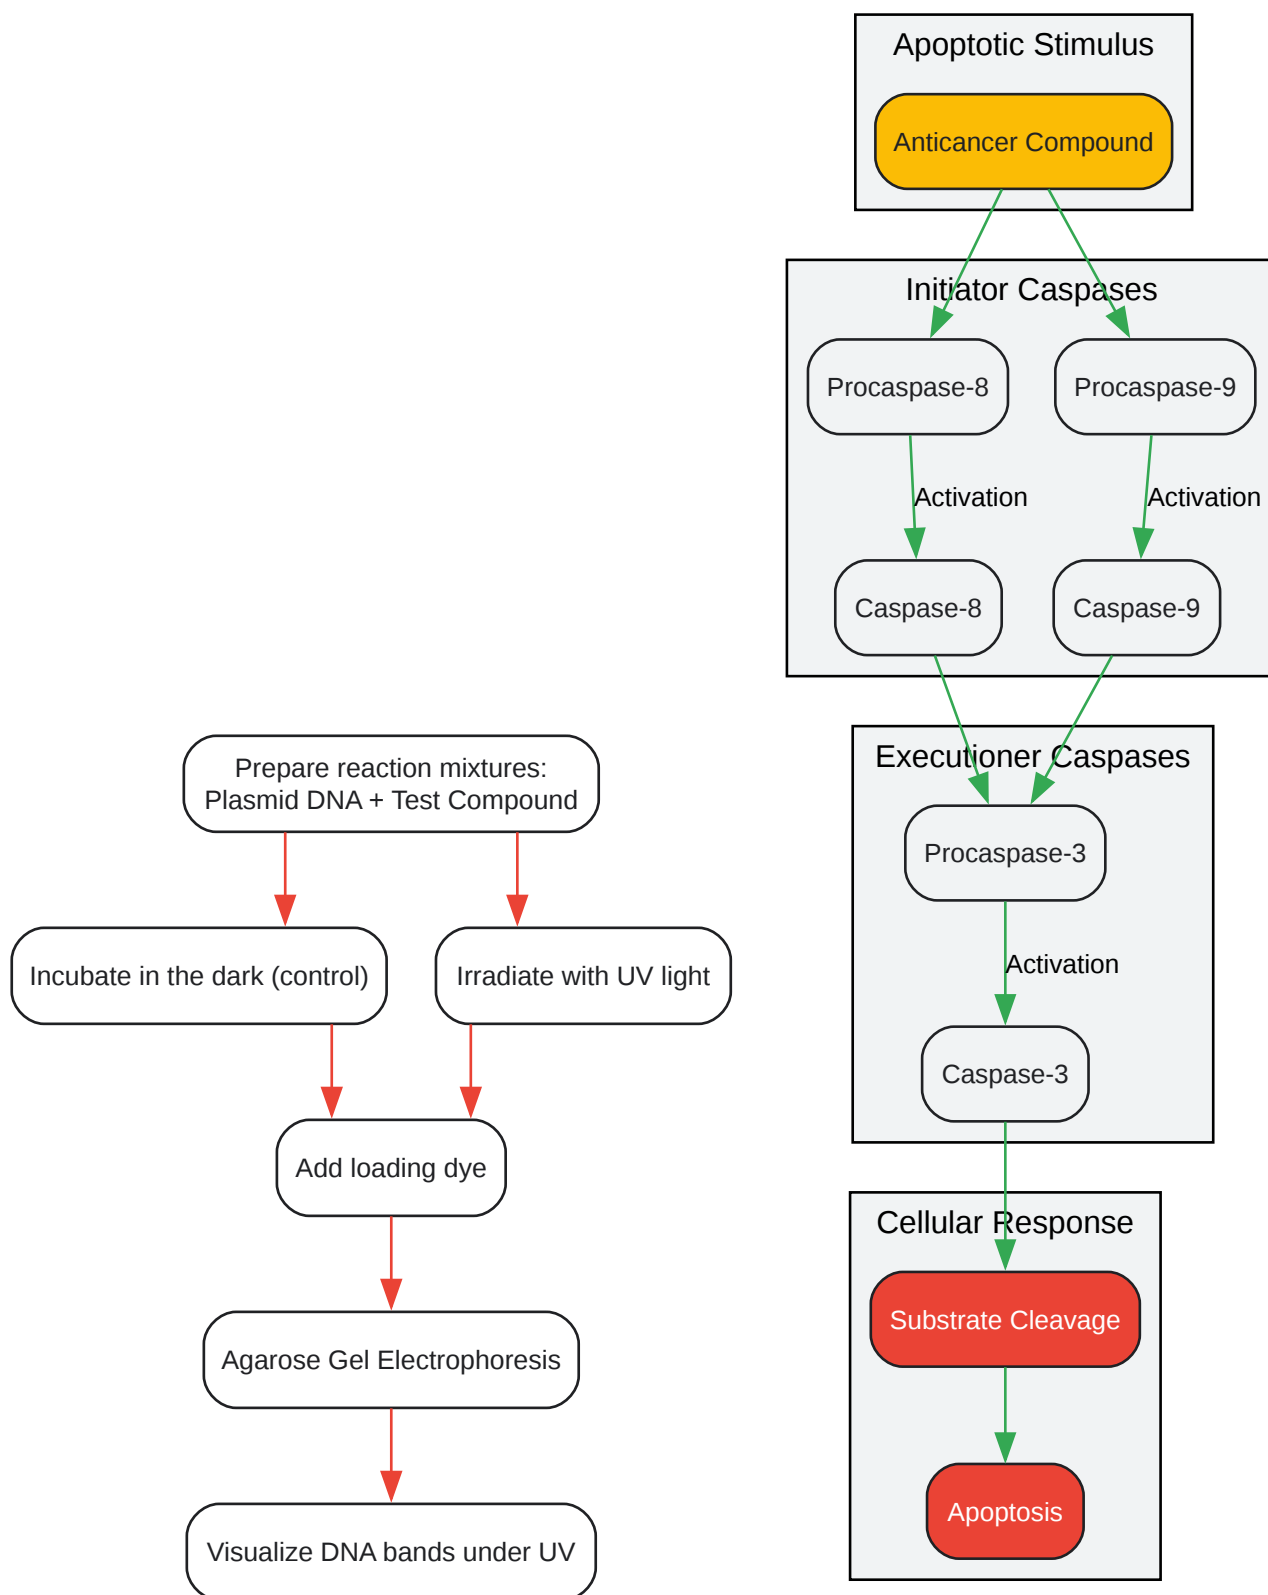 Apoptotic Stimulus
Anticancer Compound
Initiator Caspases
Procaspase-8
Procaspase-9
Activation
Activation
Caspase-8
Caspase-9
Executioner Caspases
Procaspase-3
Activation
Caspase-3
Cellular Response
Substrate Cleavage
Apoptosis
Prepare reaction mixtures:
Plasmid DNA + Test Compound
Incubate in the dark (control)
Irradiate with UV light
Add loading dye
Agarose Gel Electrophoresis
Visualize DNA bands under UV